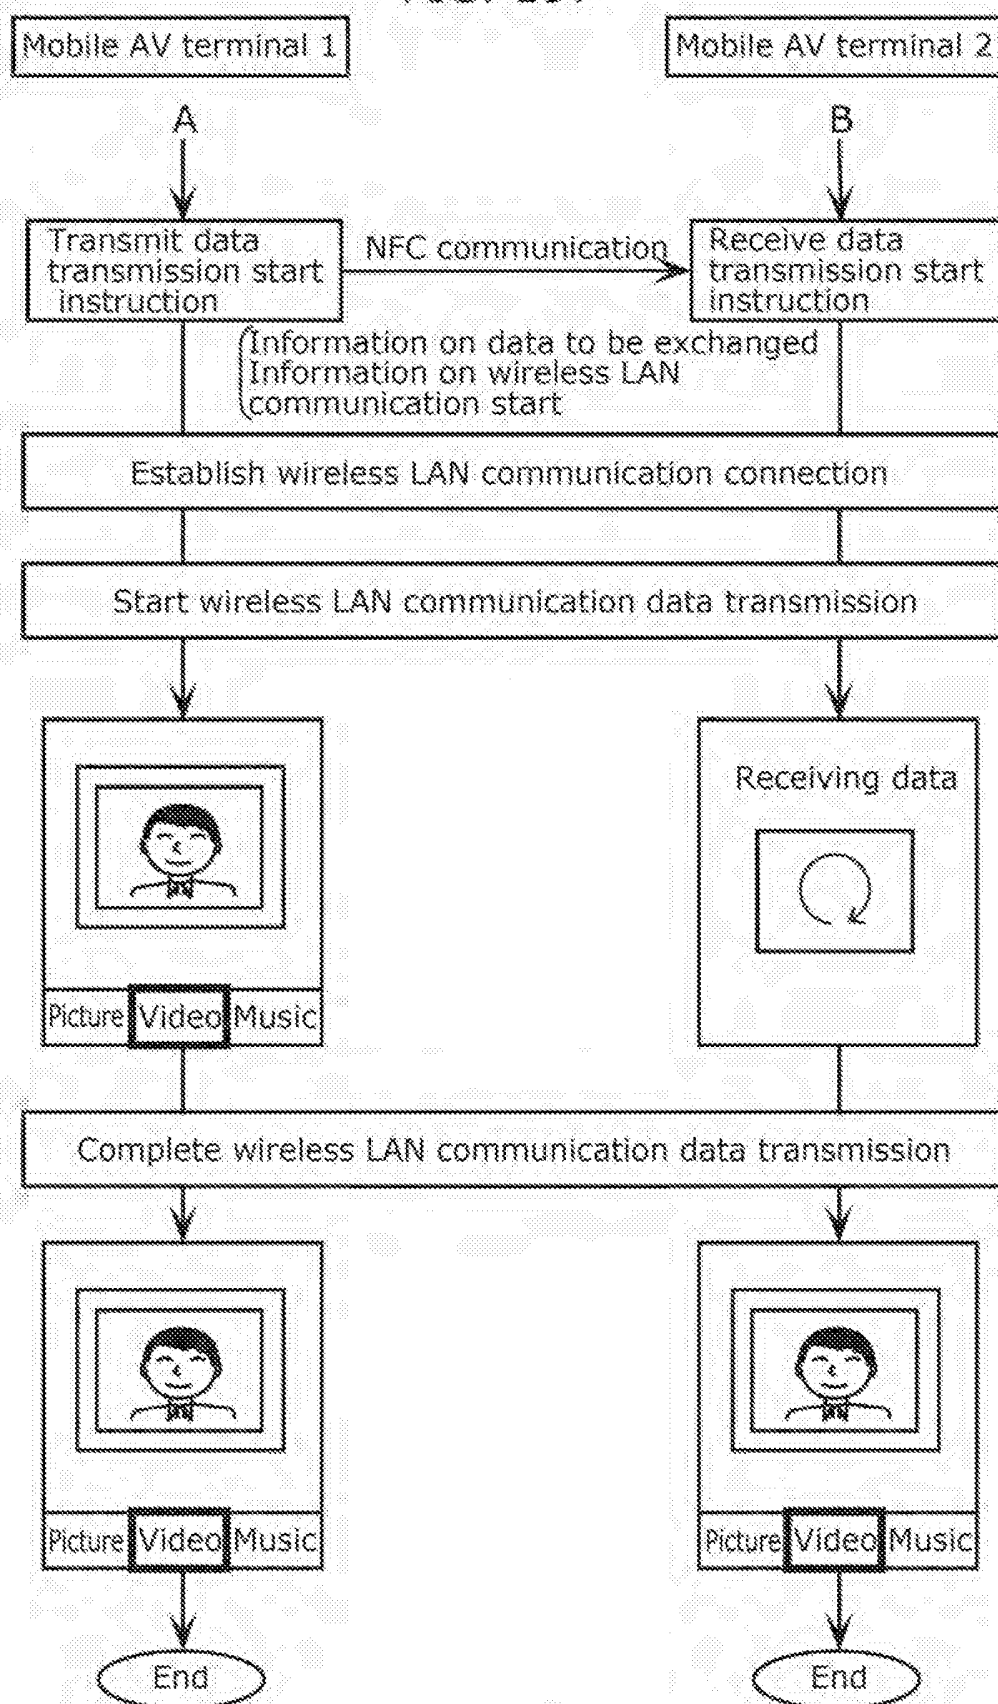 Mobile AV terminal 1
Mobile AV terminal 2
A
B
Transmit data
transmission start
instruction
NFC communication
Receive data
transmission start
instruction
Information on data to be exchanged
Information on wireless LAN
communication start
Establish wireless LAN communication connection
Start wireless LAN communication data transmission
Receiving data
Picture Video Music
Complete wireless LAN communication data transmission
Picture Video Music
Picture Video Music
End
End